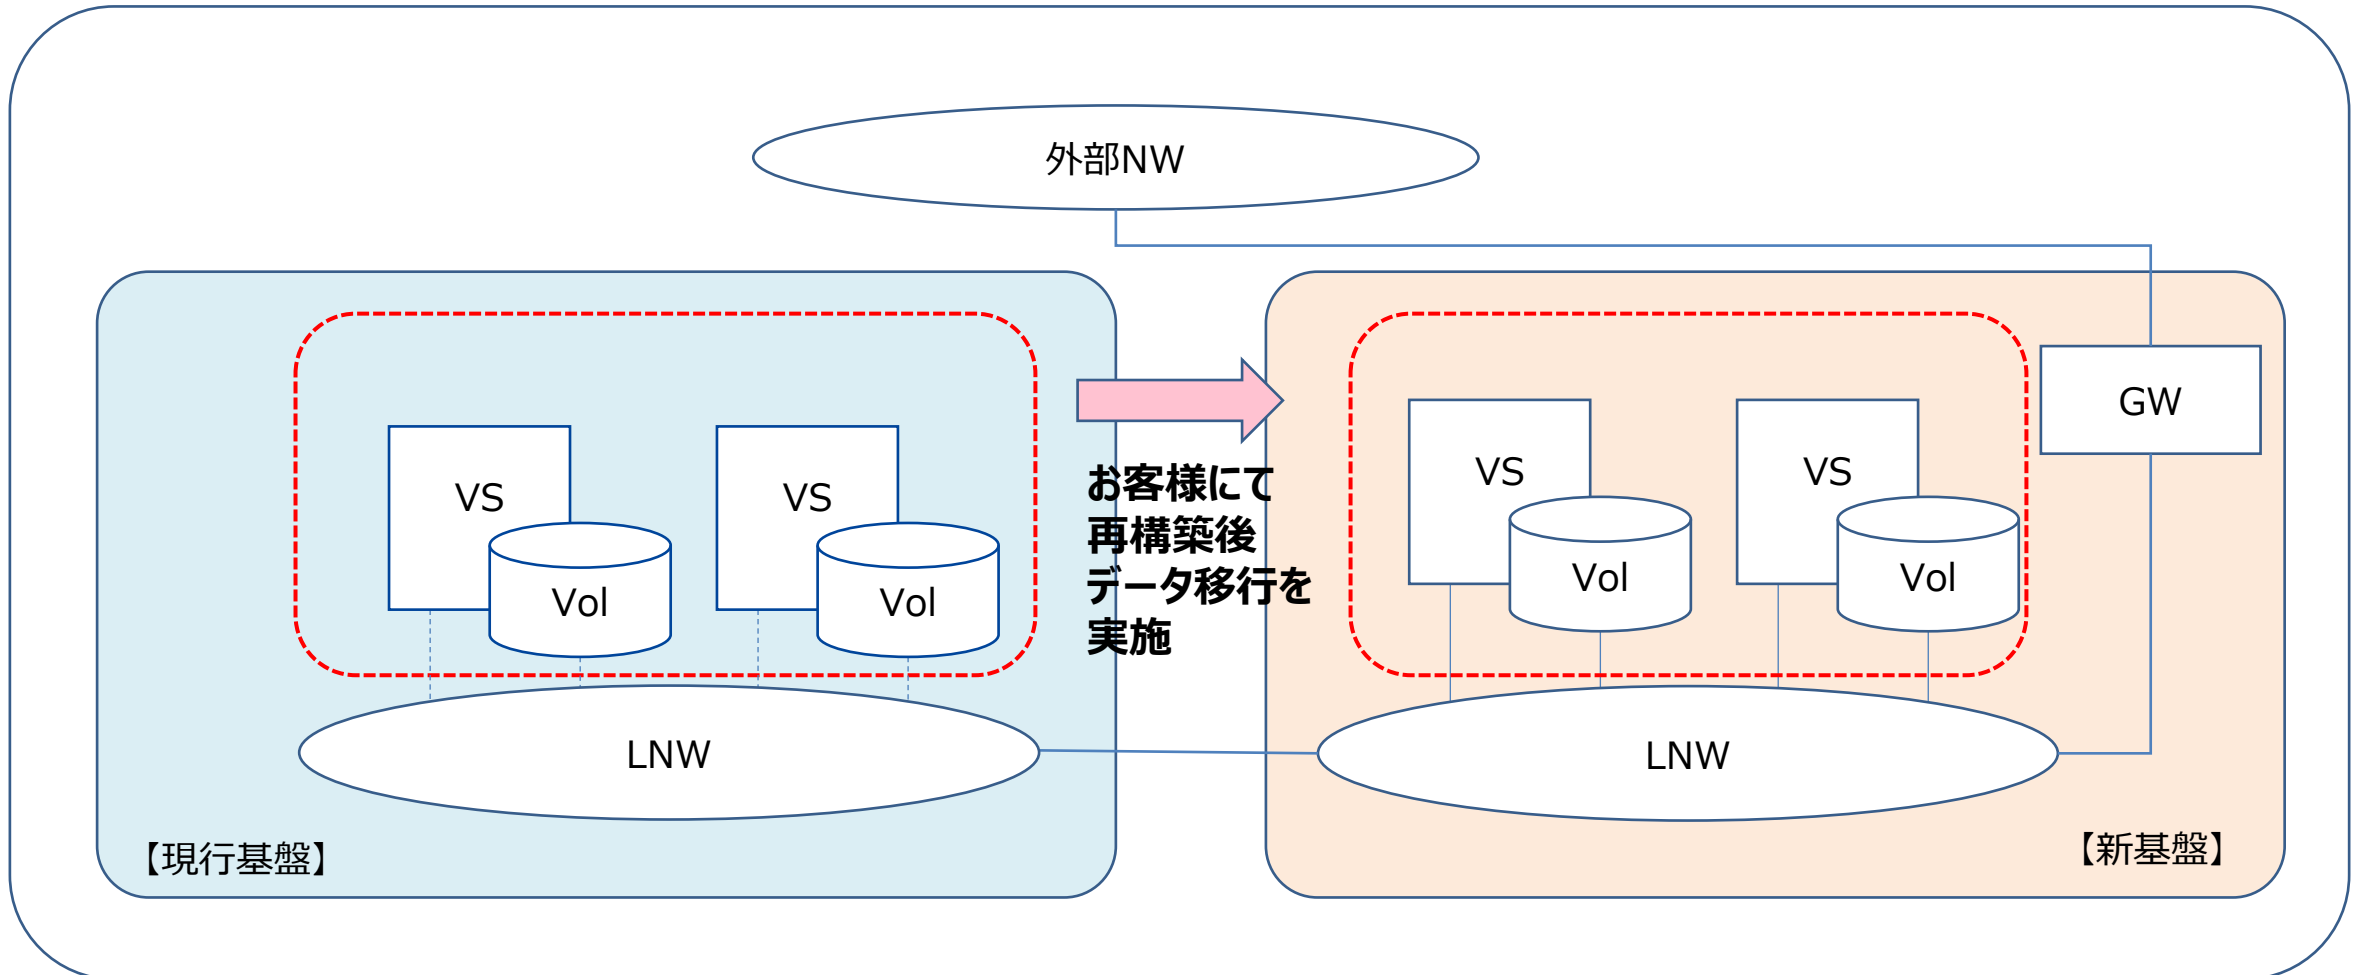 外部NW
VS
VS
Vol
Vol
LNW
【現行基盤】
お客様にて
再構築後
データ移行を
実施
VS
VS
Vol
Vol
GW
LNW
【新基盤】